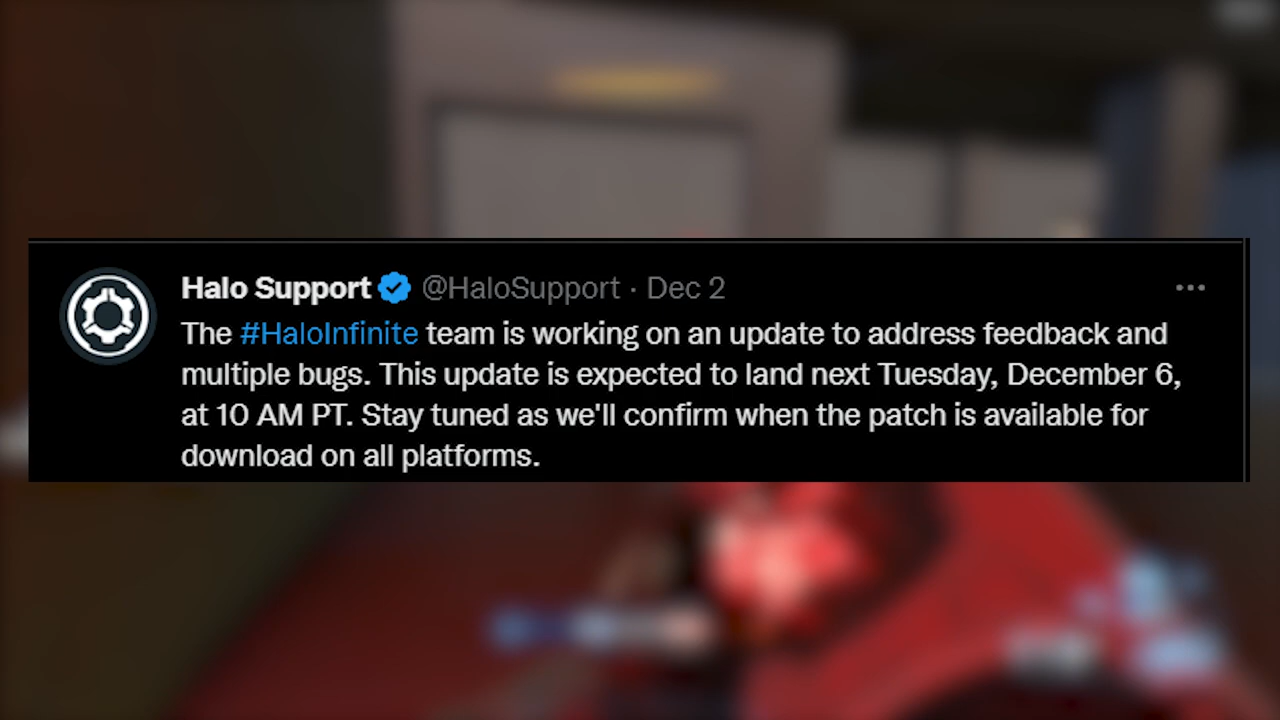 Halo Support @HaloSupport · Dec 2
The #HaloInfinite team is working on an update to address feedback and
multiple bugs. This update is expected to land next Tuesday, December 6,
at 10 AM PT. Stay tuned as we'll confirm when the patch is available for
download on all platforms.